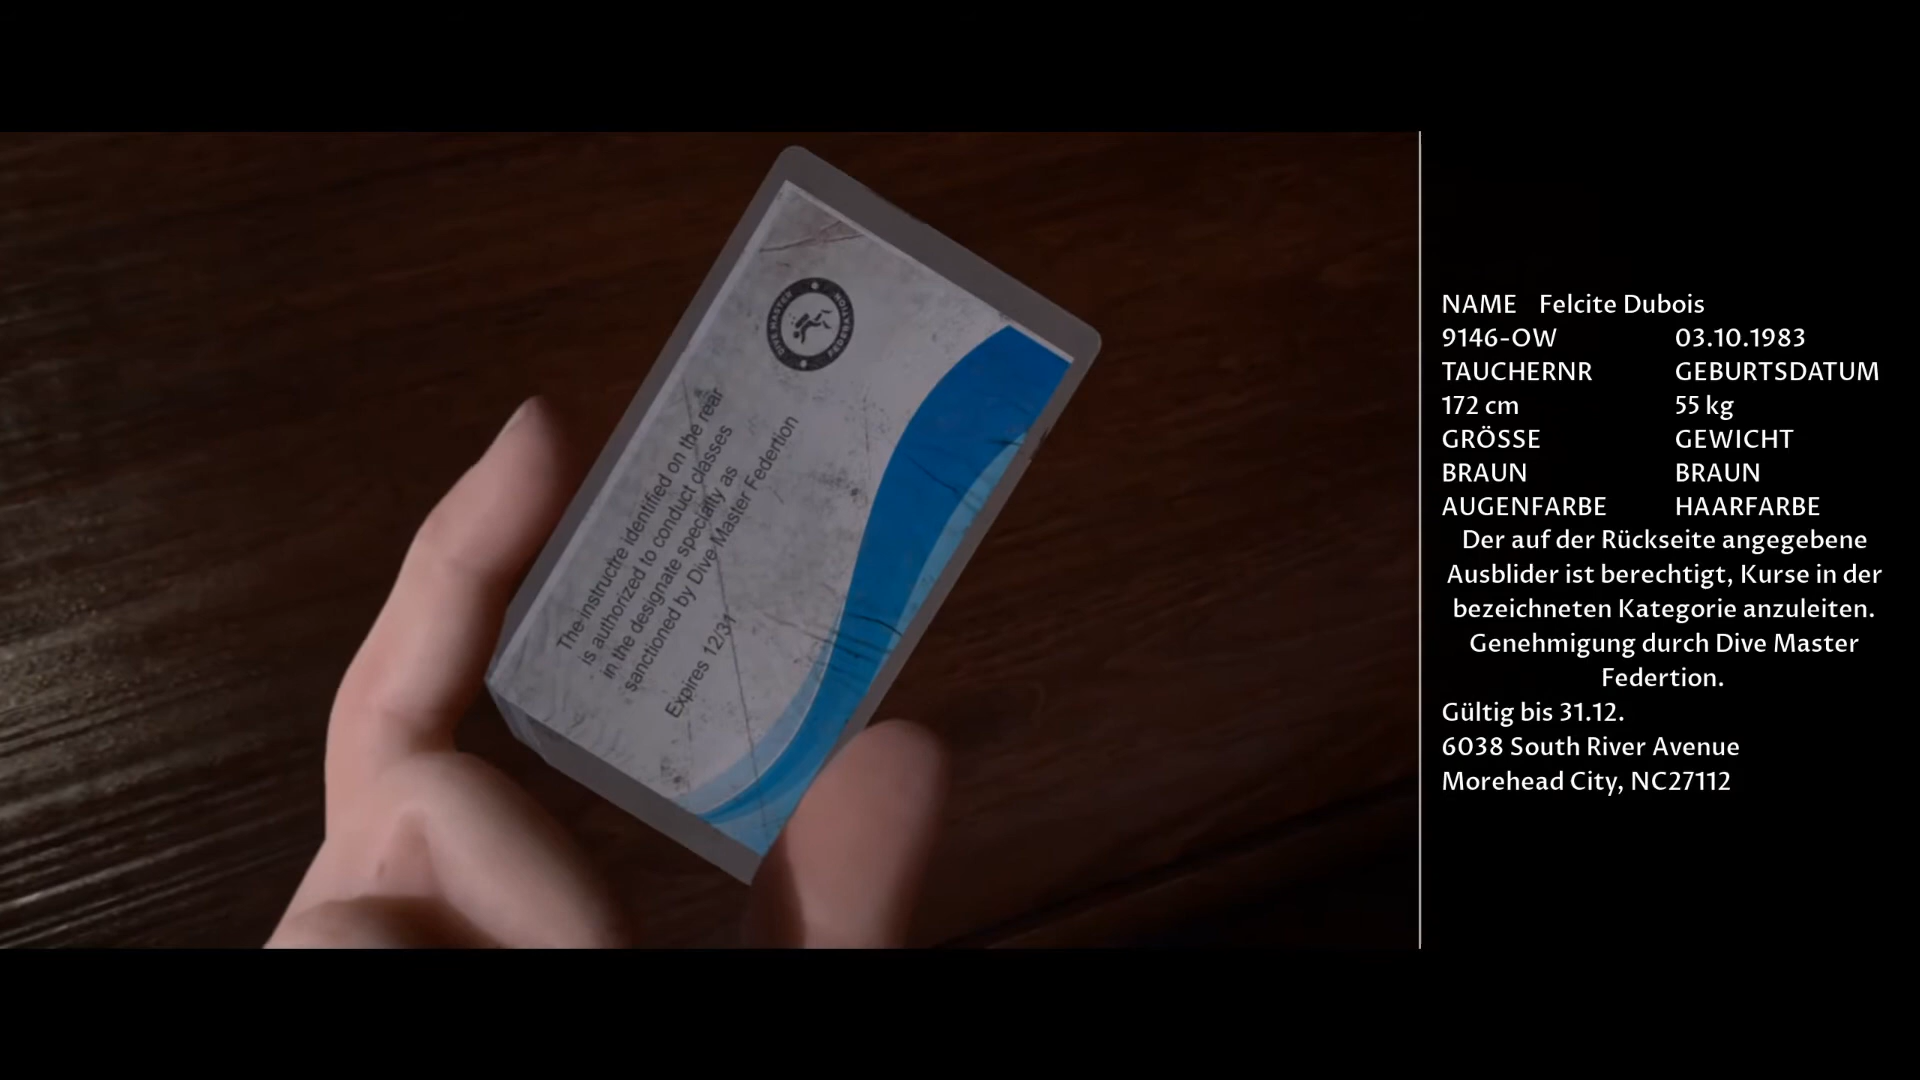 DIVE MASTER
FEDERATION
The instructre identified on the rear
is authorized to conduct classes
in the designate specialty as
sanctioned by Dive Master Federtion
Expires 12/31
NAME Felcite Dubois
9146-OW 03.10.1983
TAUCHERNR GEBURTSDATUM
172 cm 55 kg
GRÖSSE GEWICHT
BRAUN BRAUN
AUGENFARBE HAARFARBE
Der auf der Rückseite angegebene
Ausblider ist berechtigt, Kurse in der
bezeichneten Kategorie anzuleiten.
Genehmigung durch Dive Master
Federtion.
Gültig bis 31.12.
6038 South River Avenue
Morehead City, NC27112